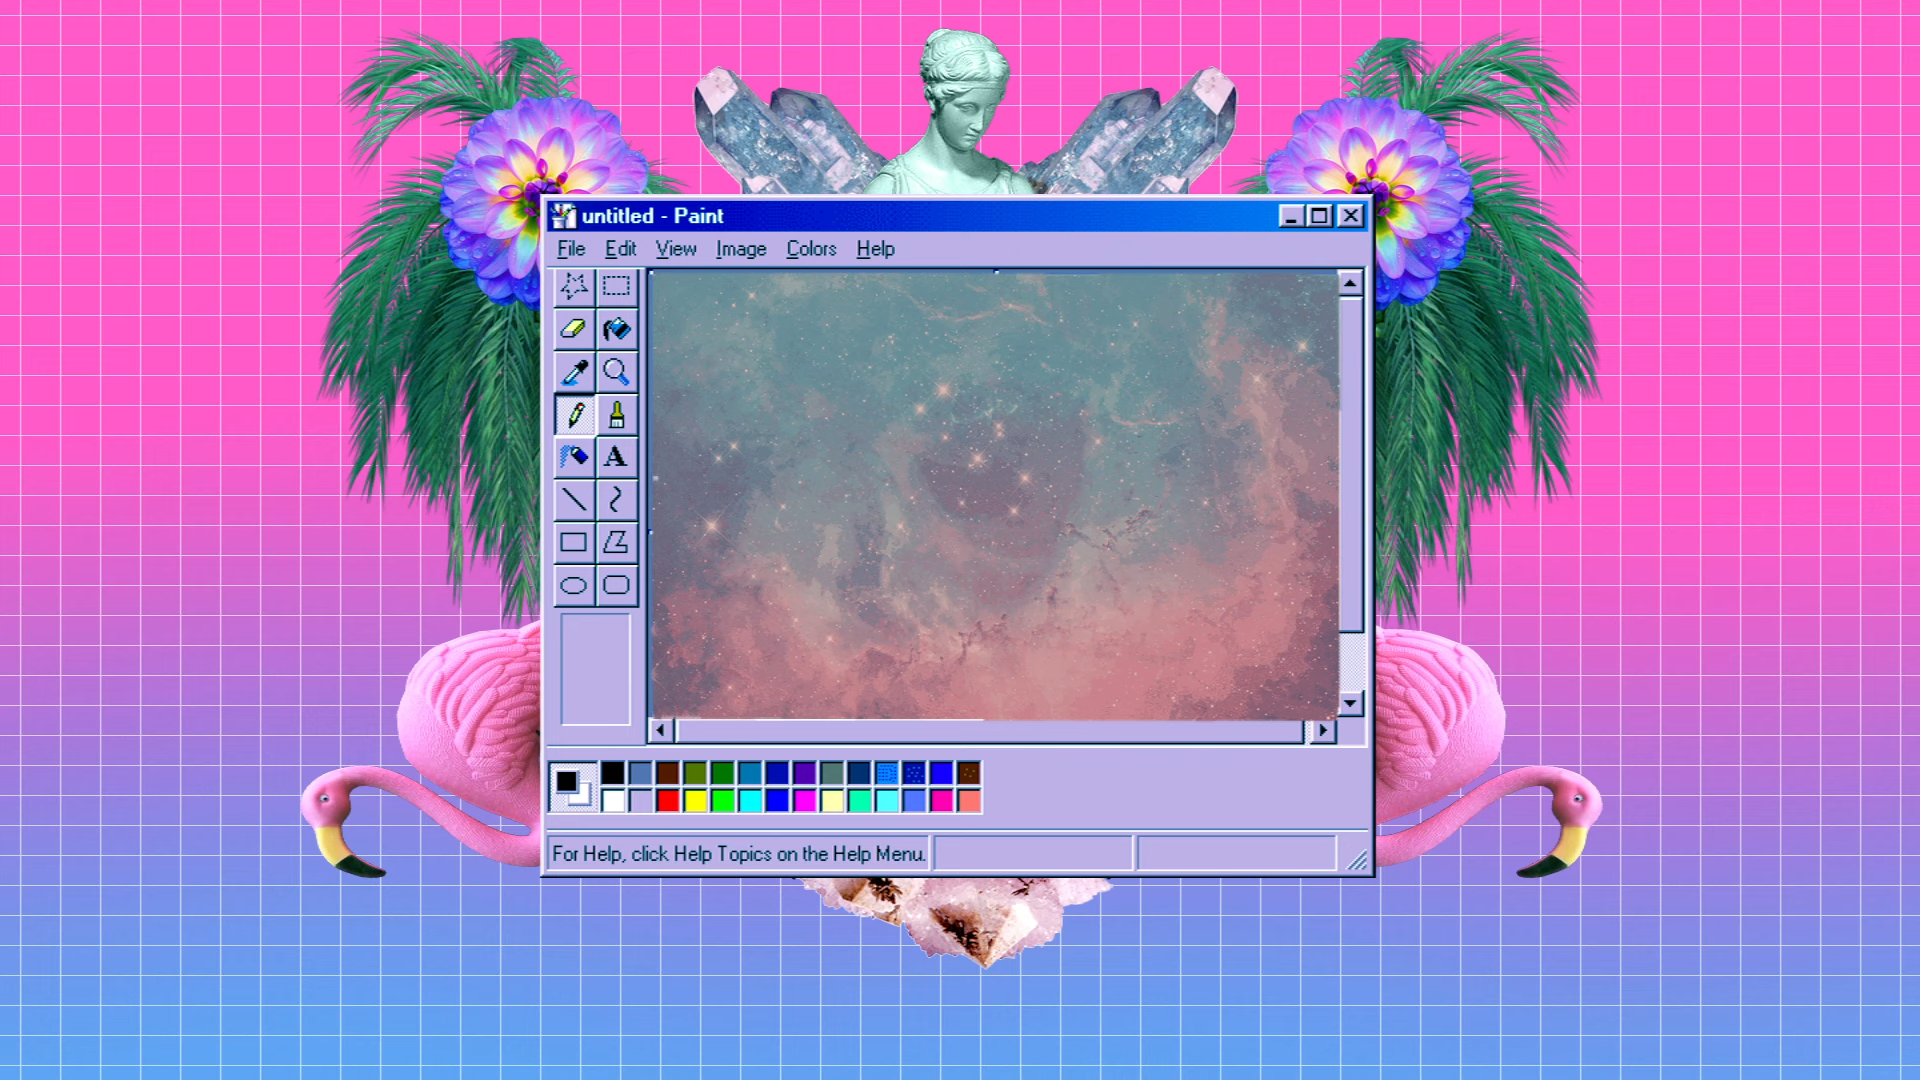 untitled - Paint
File Edit View Image Colors Help
A
For Help, click Help Topics on the Help Menu.